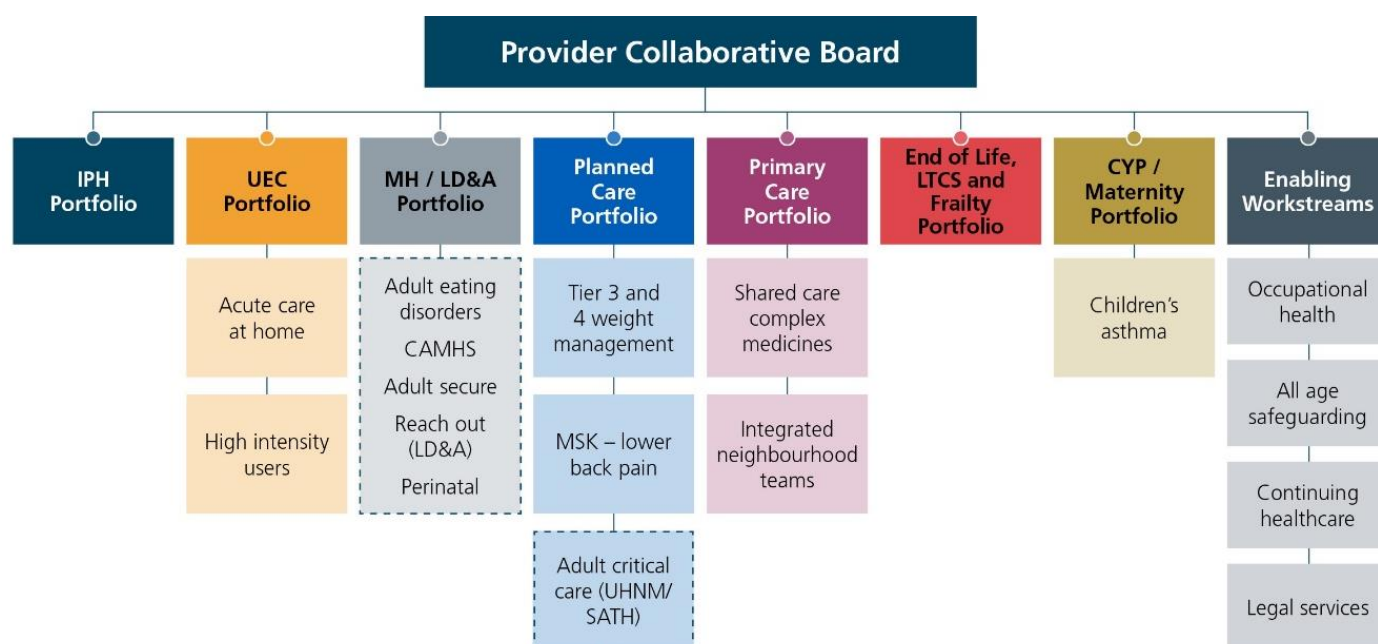 Provider Collaborative Board
IPH
Portfolio
UEC
Portfolio
MH / LD&A
Portfolio
Planned
Care
Portfolio
Primary
Care
Portfolio
End of Life,
LTCS and
Frailty
Portfolio
CYP /
Maternity
Portfolio
Enabling
Workstreams
Acute care
at home
High intensity
users
Adult eating
disorders
CAMHS
Adult secure
Reach out
(LD&A)
Perinatal
Tier 3 and
4 weight
management
MSK – lower
back pain
Adult critical
care (UHNM/
SATH)
Shared care
complex
medicines
Integrated
neighbourhood
teams
Children’s
asthma
Occupational
health
All age
safeguarding
Continuing
healthcare
Legal services